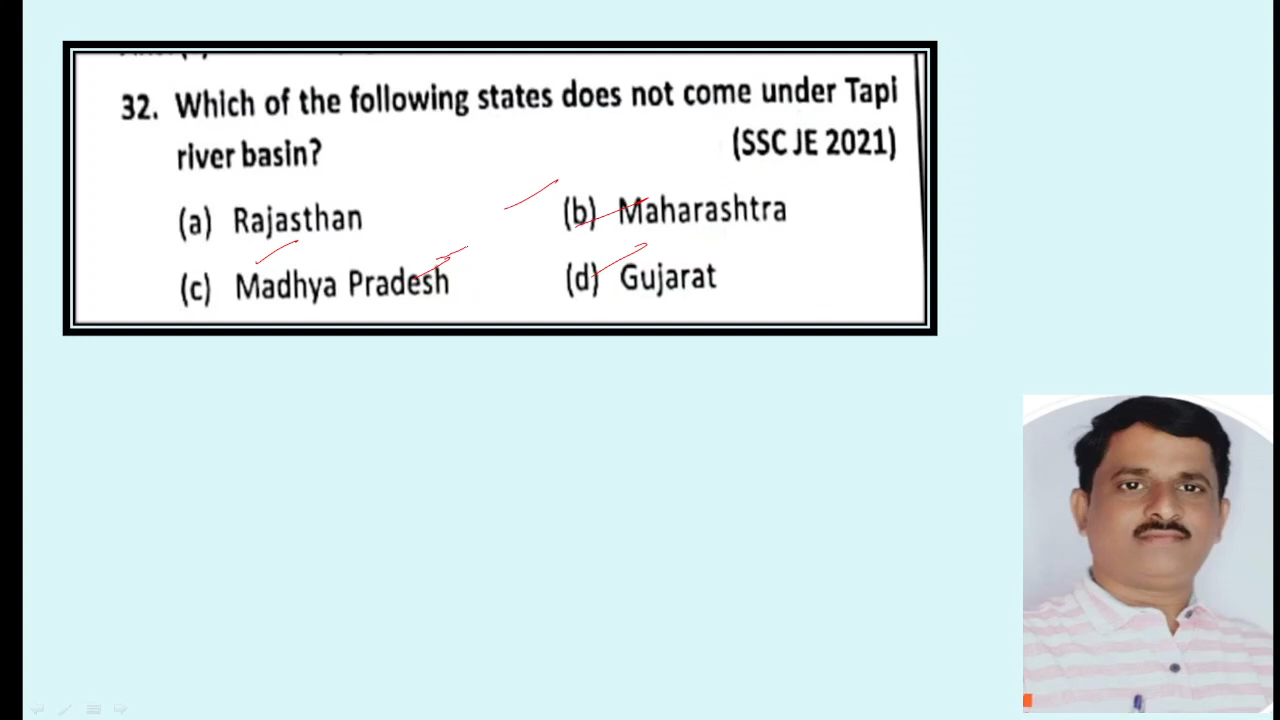 32. Which of the following states does not come under Tapi
river basin? (SSC JE 2021)
(a) Rajasthan (b) Maharashtra
(c) Madhya Pradesh (d) Gujarat